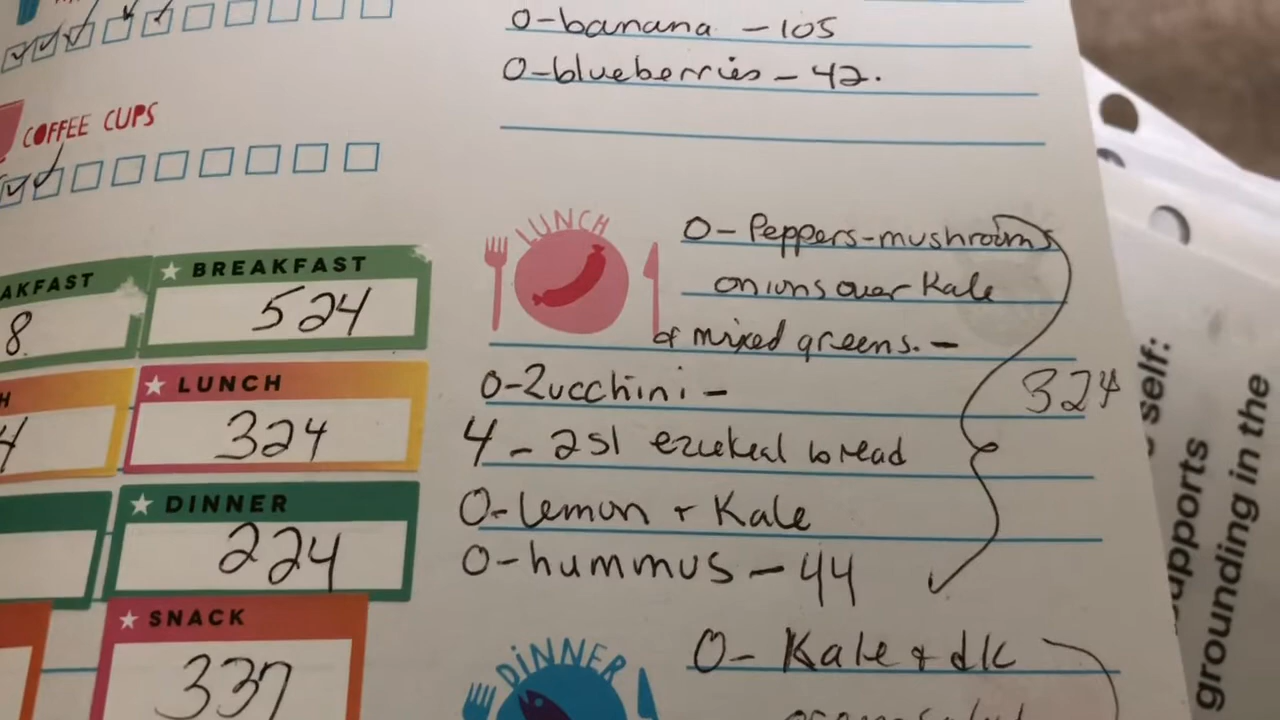 0-banana - 105
0-blueberries - 42.
COFFEE CUPS
LUNCH
0- Peppers-mushrooms
onions over Kale
of mixed greens. -
0-Zucchini -
324
4 - 2sl ezuekeal bread
0-lemon + Kale
0-hummus - 44
DINNER
0- Kale + dk
AKFAST
8.
BREAKFAST
524
H
4
LUNCH
324
DINNER
224
SNACK
337
self:
supports
grounding in the